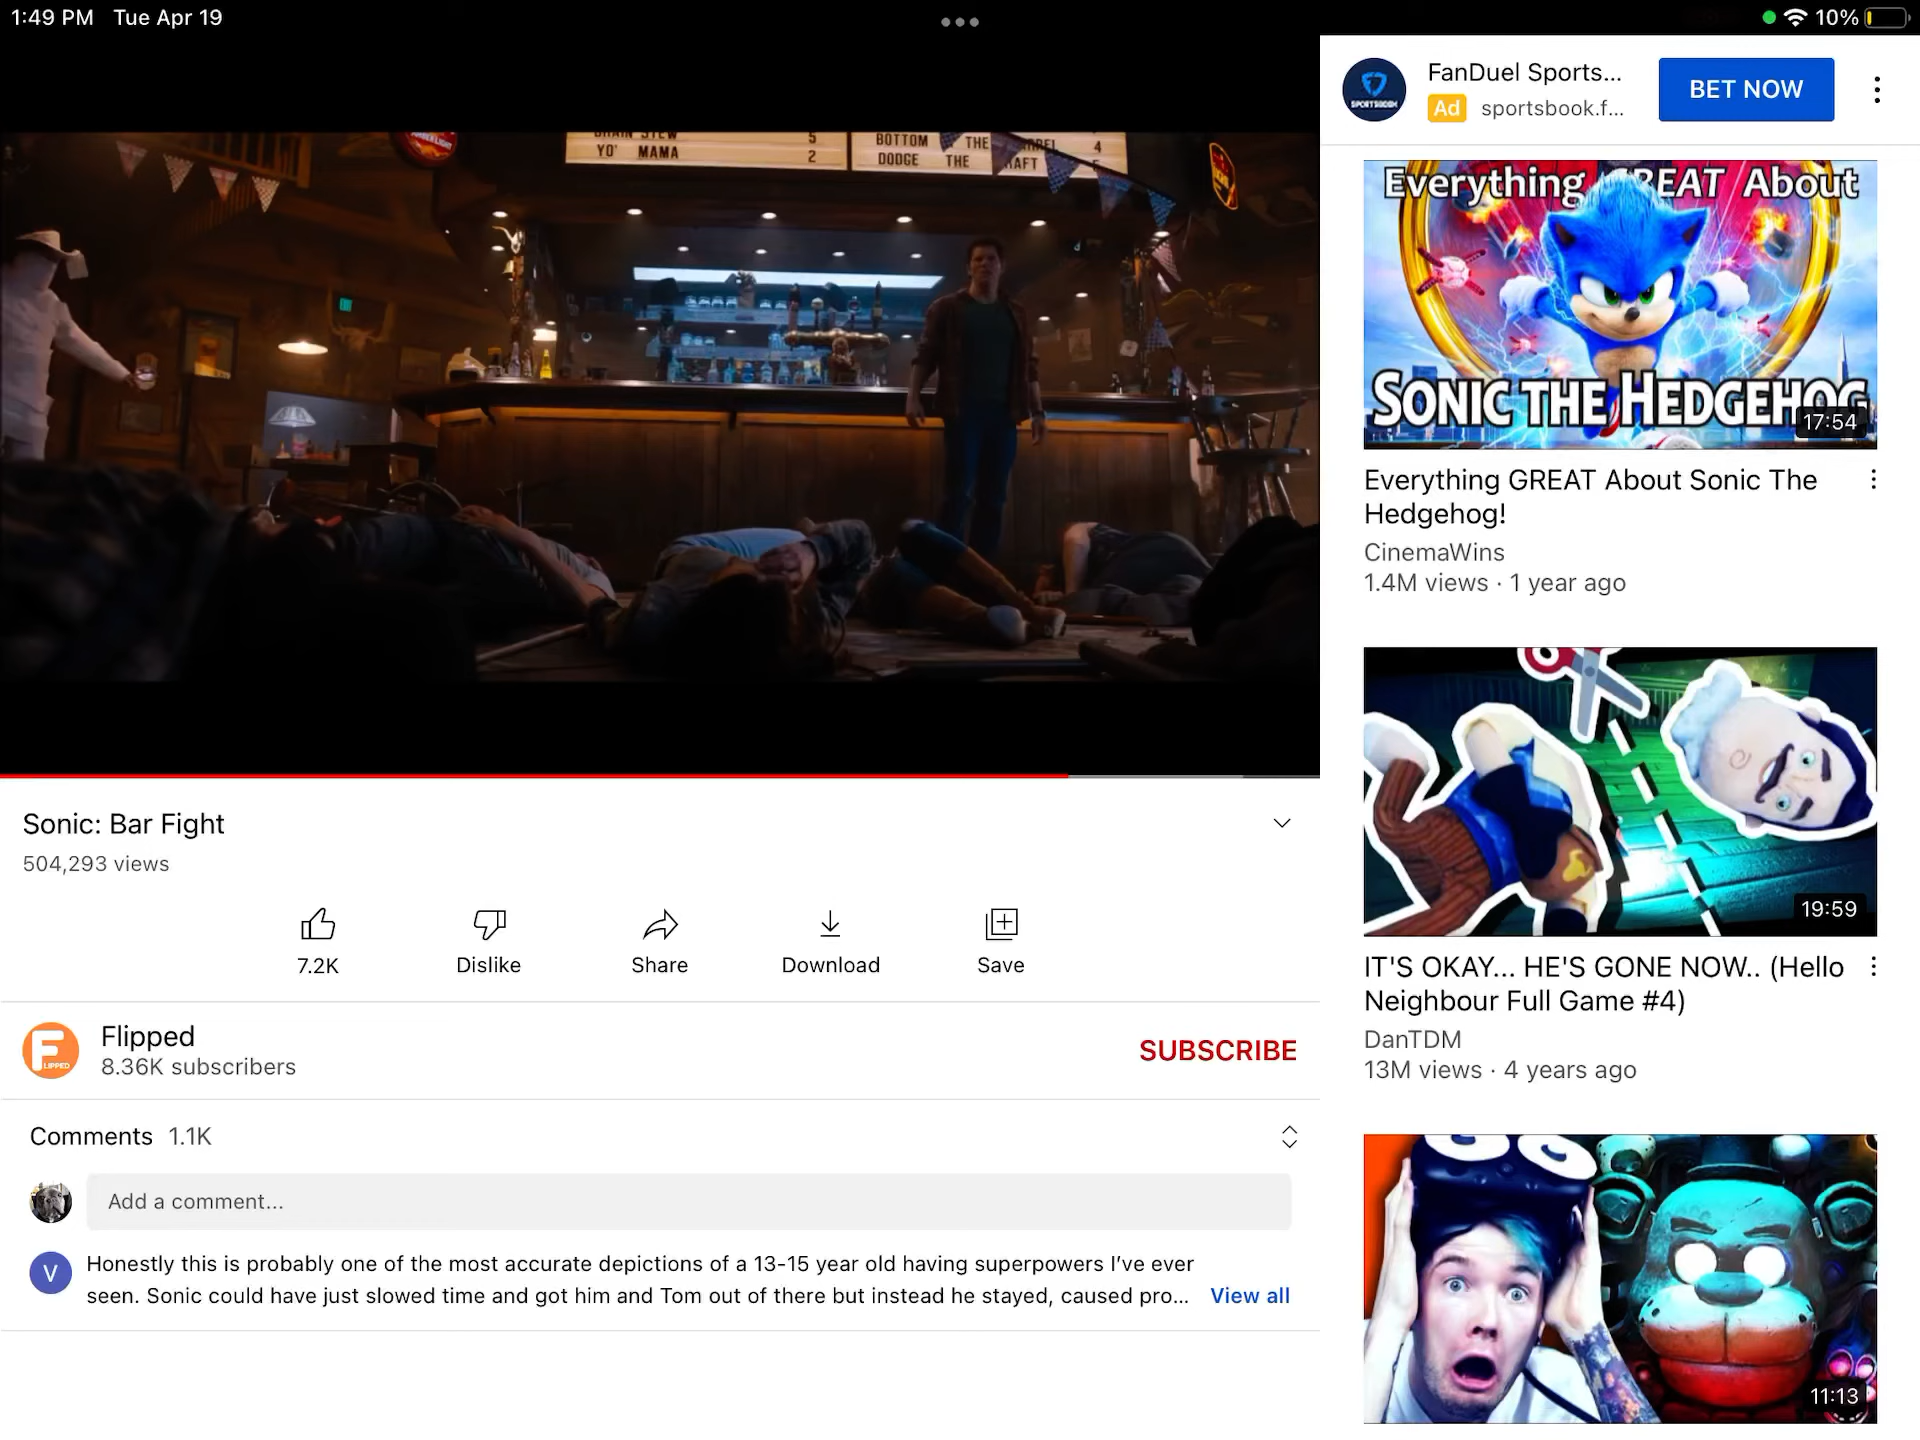 1:49 PM Tue Apr 19
10%
YO' MAMA 2
BOTTOM THE 4
DODGE THE
Sonic: Bar Fight
504,293 views
7.2K
Dislike
Share
Download
Save
Flipped
8.36K subscribers
SUBSCRIBE
Comments 1.1K
Add a comment...
V
Honestly this is probably one of the most accurate depictions of a 13-15 year old having superpowers I've ever
seen. Sonic could have just slowed time and got him and Tom out of there but instead he stayed, caused pro... View all
FanDuel Sports...
Ad sportsbook.f...
BET NOW
SPORTSBOOK
Everything GREAT About
SONIC THE HEDGEHOG
17:54
Everything GREAT About Sonic The
Hedgehog!
CinemaWins
1.4M views · 1 year ago
19:59
IT'S OKAY... HE'S GONE NOW.. (Hello
Neighbour Full Game #4)
DanTDM
13M views · 4 years ago
11:13